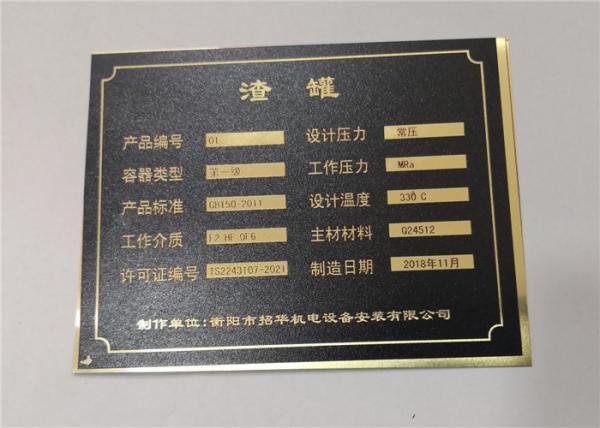 渣 罐
产品编号 01 设计压力 常压
容器类型 第一级 工作压力 MRa
产品标准 GB150-2011 设计温度 330 C
工作介质 F2 HF 0F6 主材材料 Q24512
许可证编号 TS2243107-2021 制造日期 2018年11月
制作单位:衡阳市招华机电设备安装有限公司